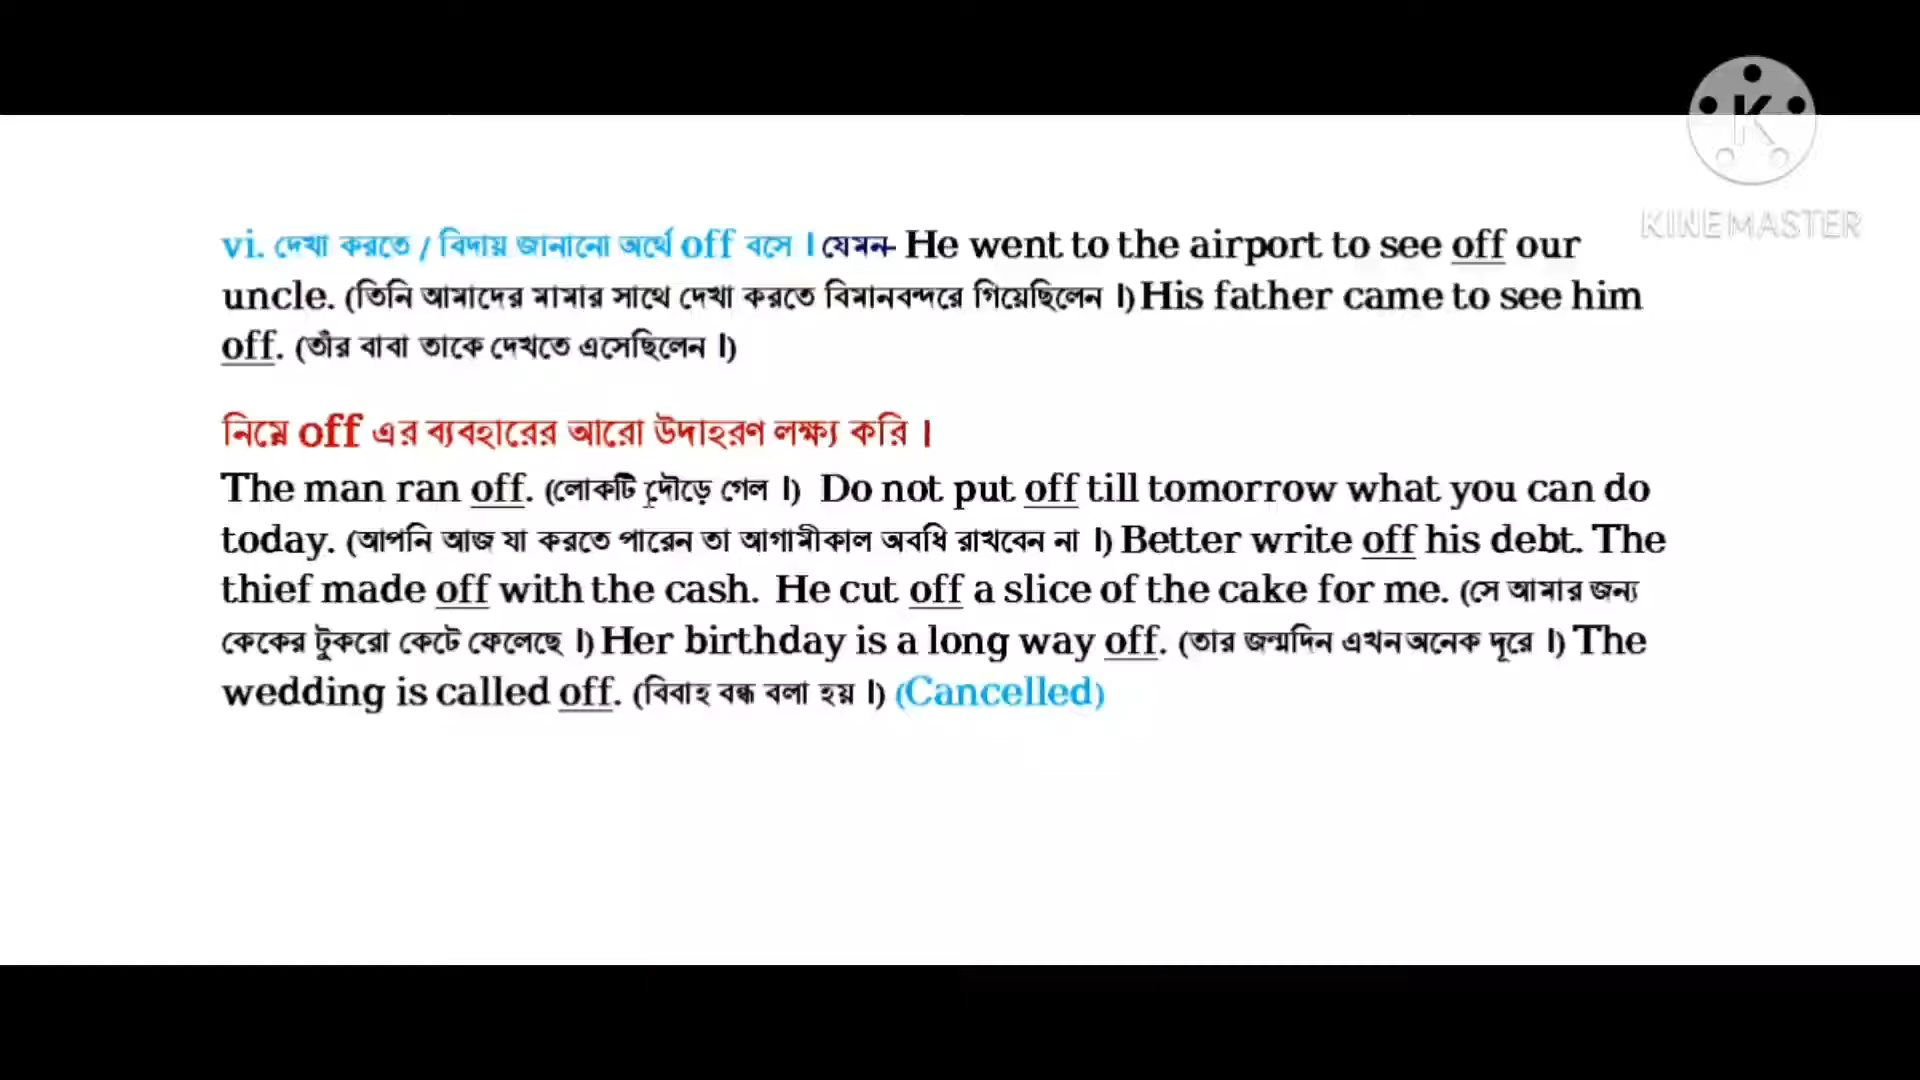 K
KINEMASTER
vi. দেখা করতে / বিদায় জানানো অর্থে off বসে । যেমন- He went to the airport to see off our
uncle. (তিনি আমাদের মামার সাথে দেখা করতে বিমানবন্দরে গিয়েছিলেন ।) His father came to see him
off. (তাঁর বাবা তাকে দেখতে এসেছিলেন ।)
নিম্নে off এর ব্যবহারের আরো উদাহরণ লক্ষ্য করি ।
The man ran off. (লোকটি দৌড়ে গেল ।) Do not put off till tomorrow what you can do
today. (আপনি আজ যা করতে পারেন তা আগামীকাল অবধি রাখবেন না ।) Better write off his debt. The
thief made off with the cash. He cut off a slice of the cake for me. (সে আমার জন্য
কেকের টুকরো কেটে ফেলেছে ।) Her birthday is a long way off. (তার জন্মদিন এখন অনেক দূরে ।) The
wedding is called off. (বিবাহ বন্ধ বলা হয় ।) (Cancelled)